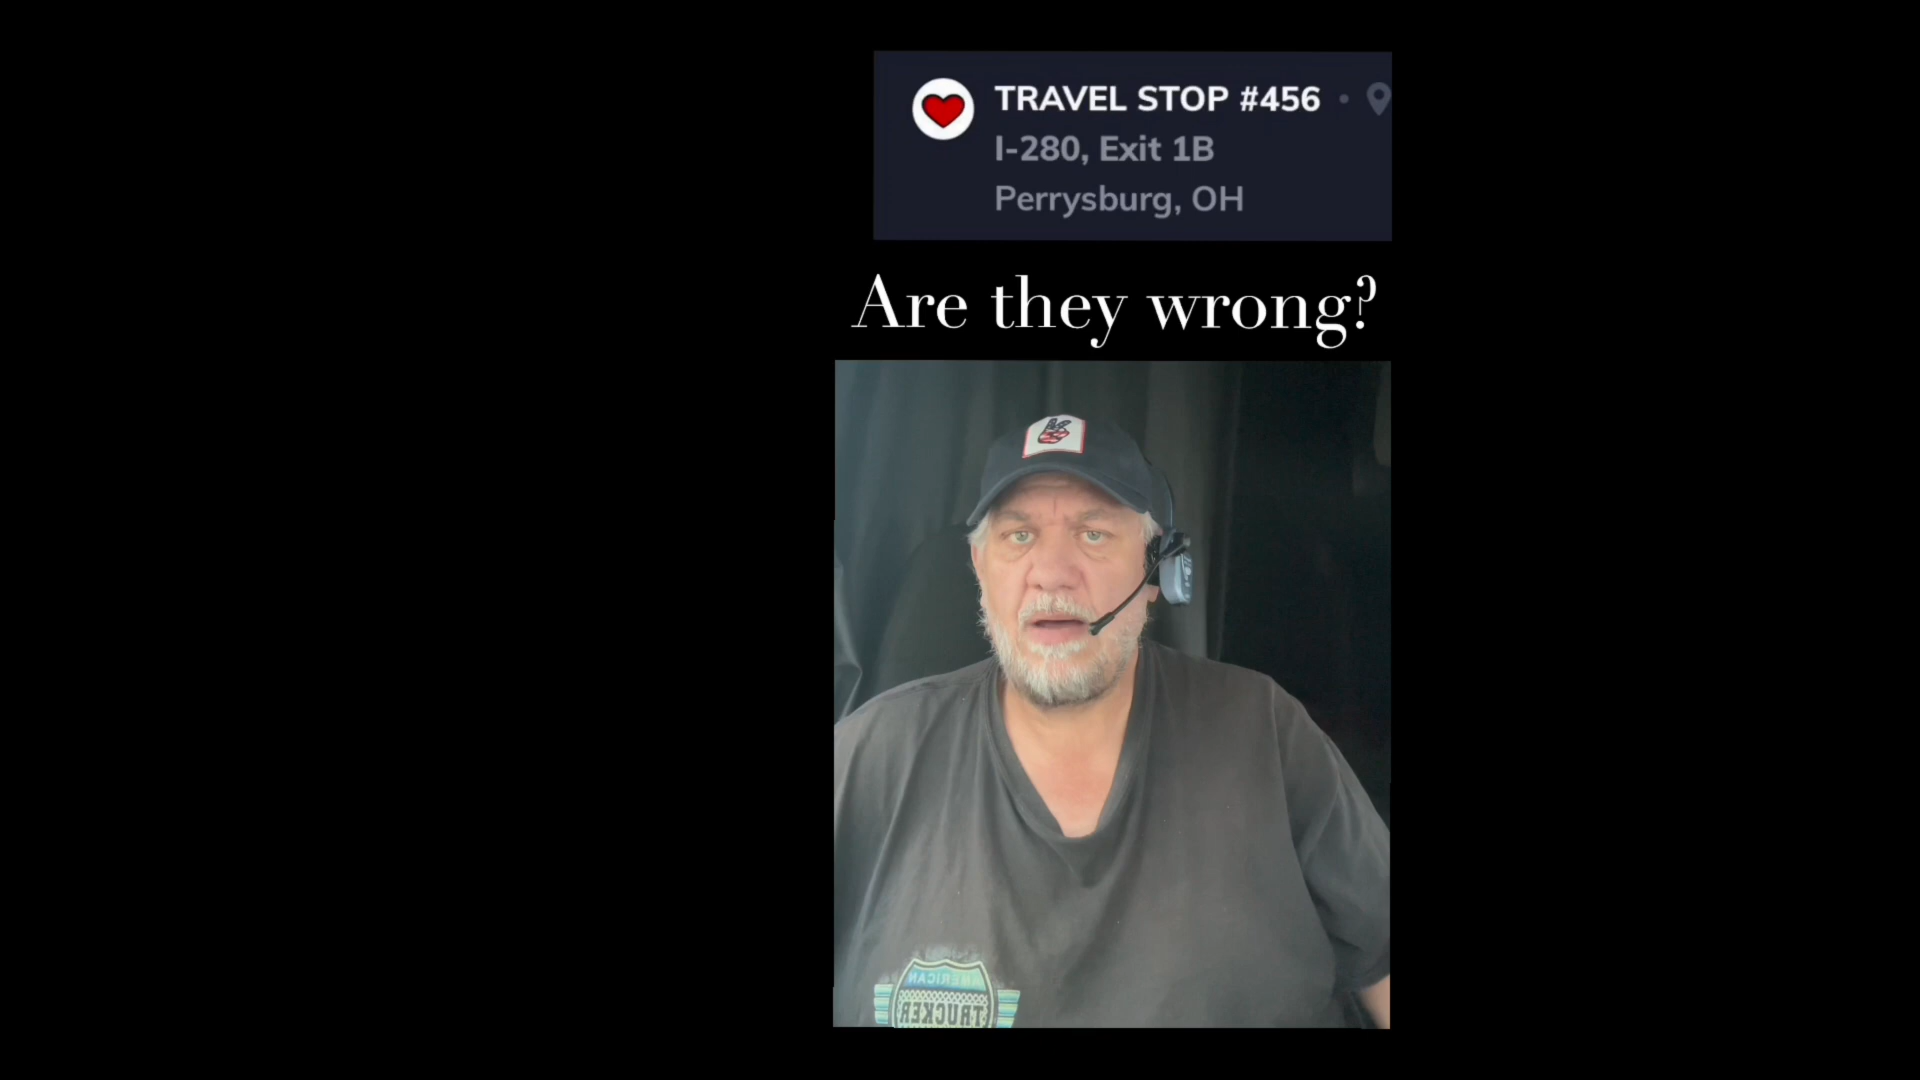 TRAVEL STOP #456
I-280, Exit 1B
Perrysburg, OH
Are they wrong?
AMERICAN
TRUCKER